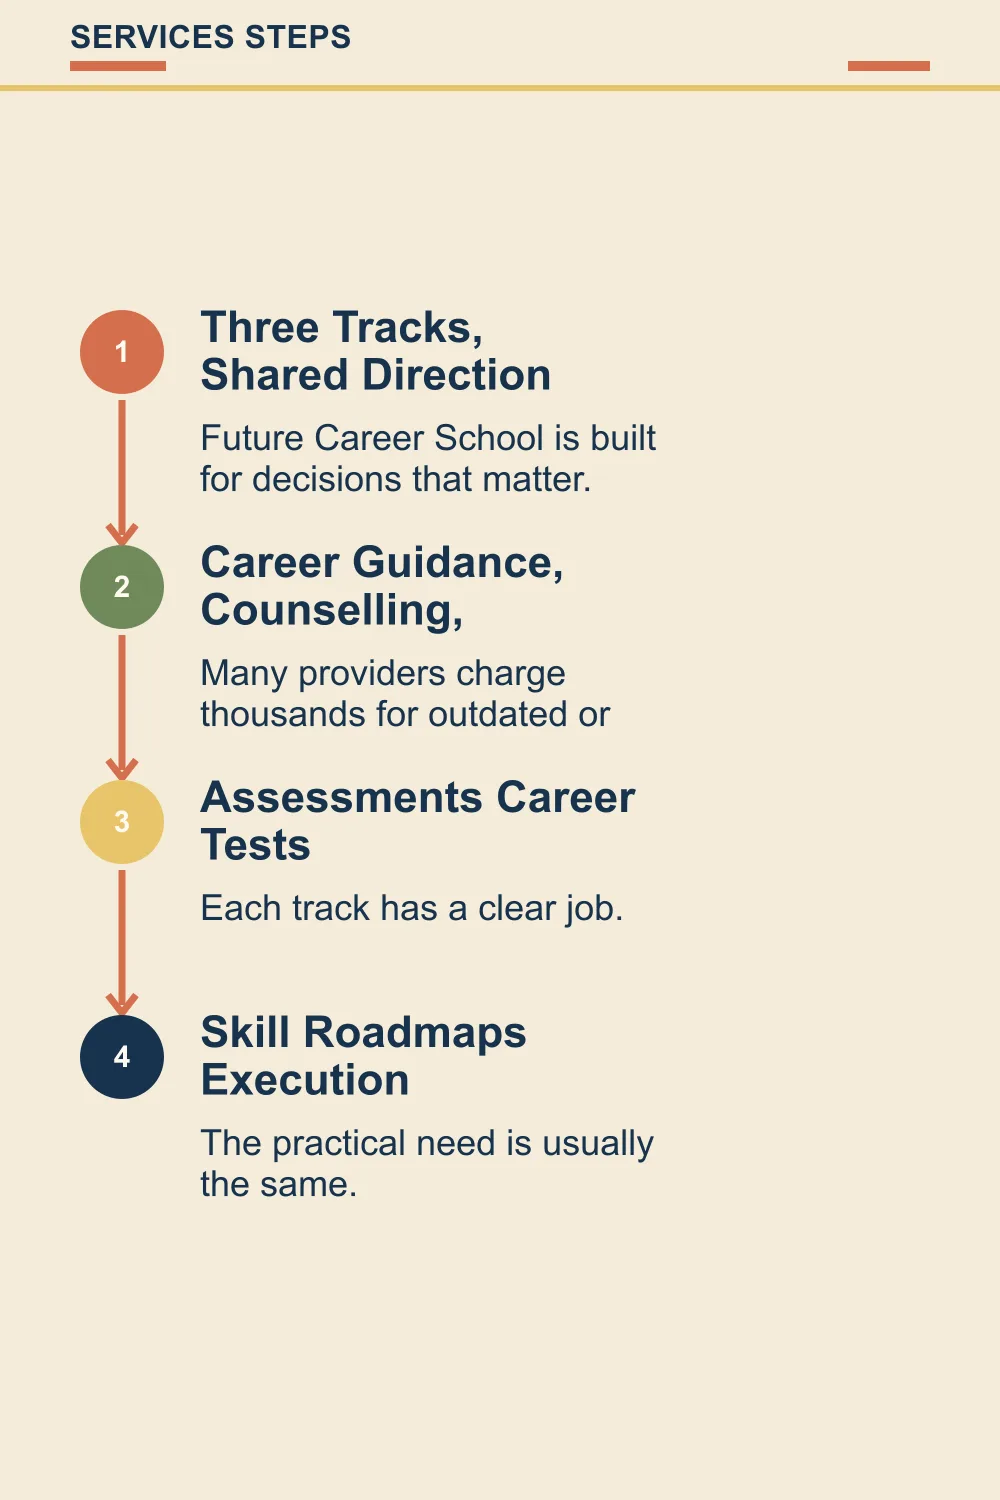 SERVICES STEPS
1
Three Tracks,
Shared Direction
Future Career School is built
for decisions that matter.
2
Career Guidance,
Counselling,
Many providers charge
thousands for outdated or
3
Assessments Career
Tests
Each track has a clear job.
4
Skill Roadmaps
Execution
The practical need is usually
the same.